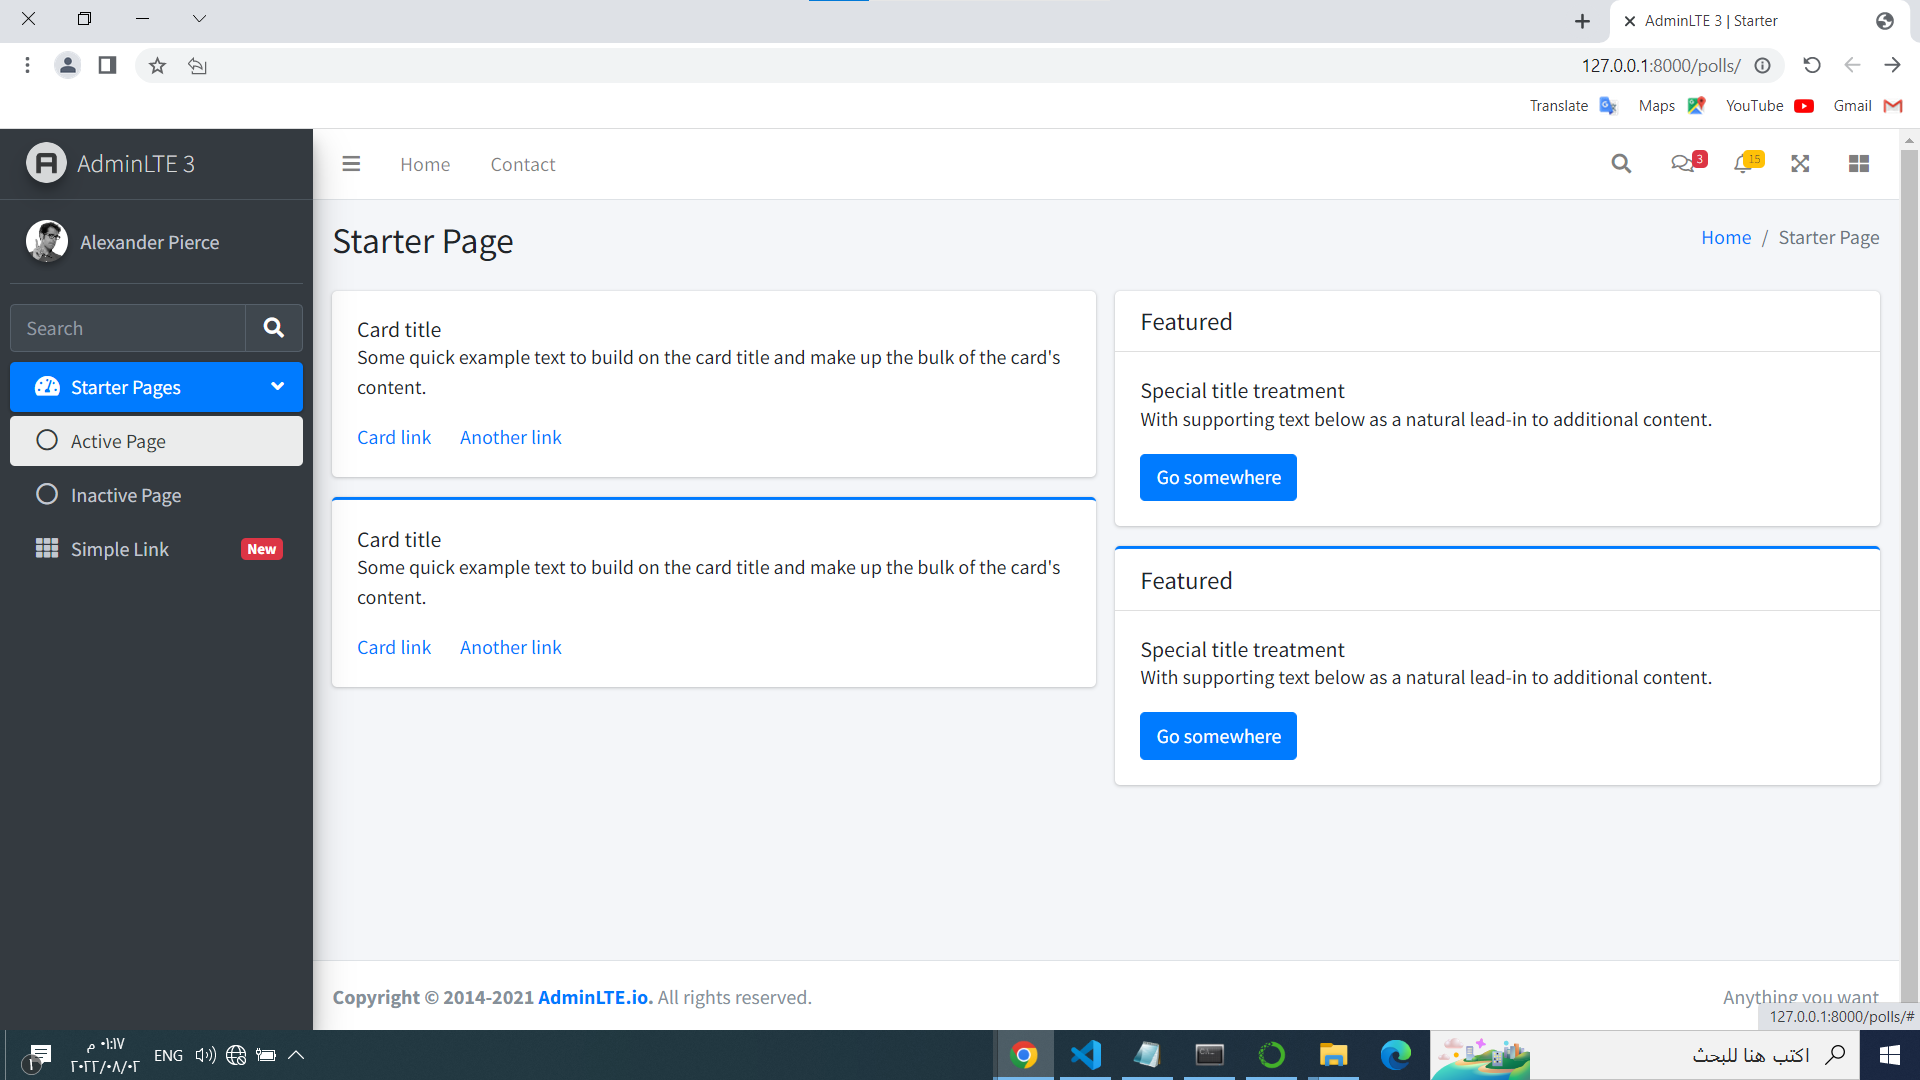 AdminLTE 3 | Starter
127.0.0.1:8000/polls/
Translate Maps YouTube Gmail
AdminLTE 3
Home Contact
3
15
Alexander Pierce
Search
Starter Pages
Active Page
Inactive Page
Simple Link New
Starter Page
Home / Starter Page
Card title
Some quick example text to build on the card title and make up the bulk of the card's
content.
Card link Another link
Card title
Some quick example text to build on the card title and make up the bulk of the card's
content.
Card link Another link
Featured
Special title treatment
With supporting text below as a natural lead-in to additional content.
Go somewhere
Featured
Special title treatment
With supporting text below as a natural lead-in to additional content.
Go somewhere
Copyright © 2014-2021 AdminLTE.io. All rights reserved.
Anything you want
127.0.0.1:8000/polls/#
١
٠١:١٧ م
٢٠٢٢/٠٨/٠٢
ENG
اكتب هنا للبحث